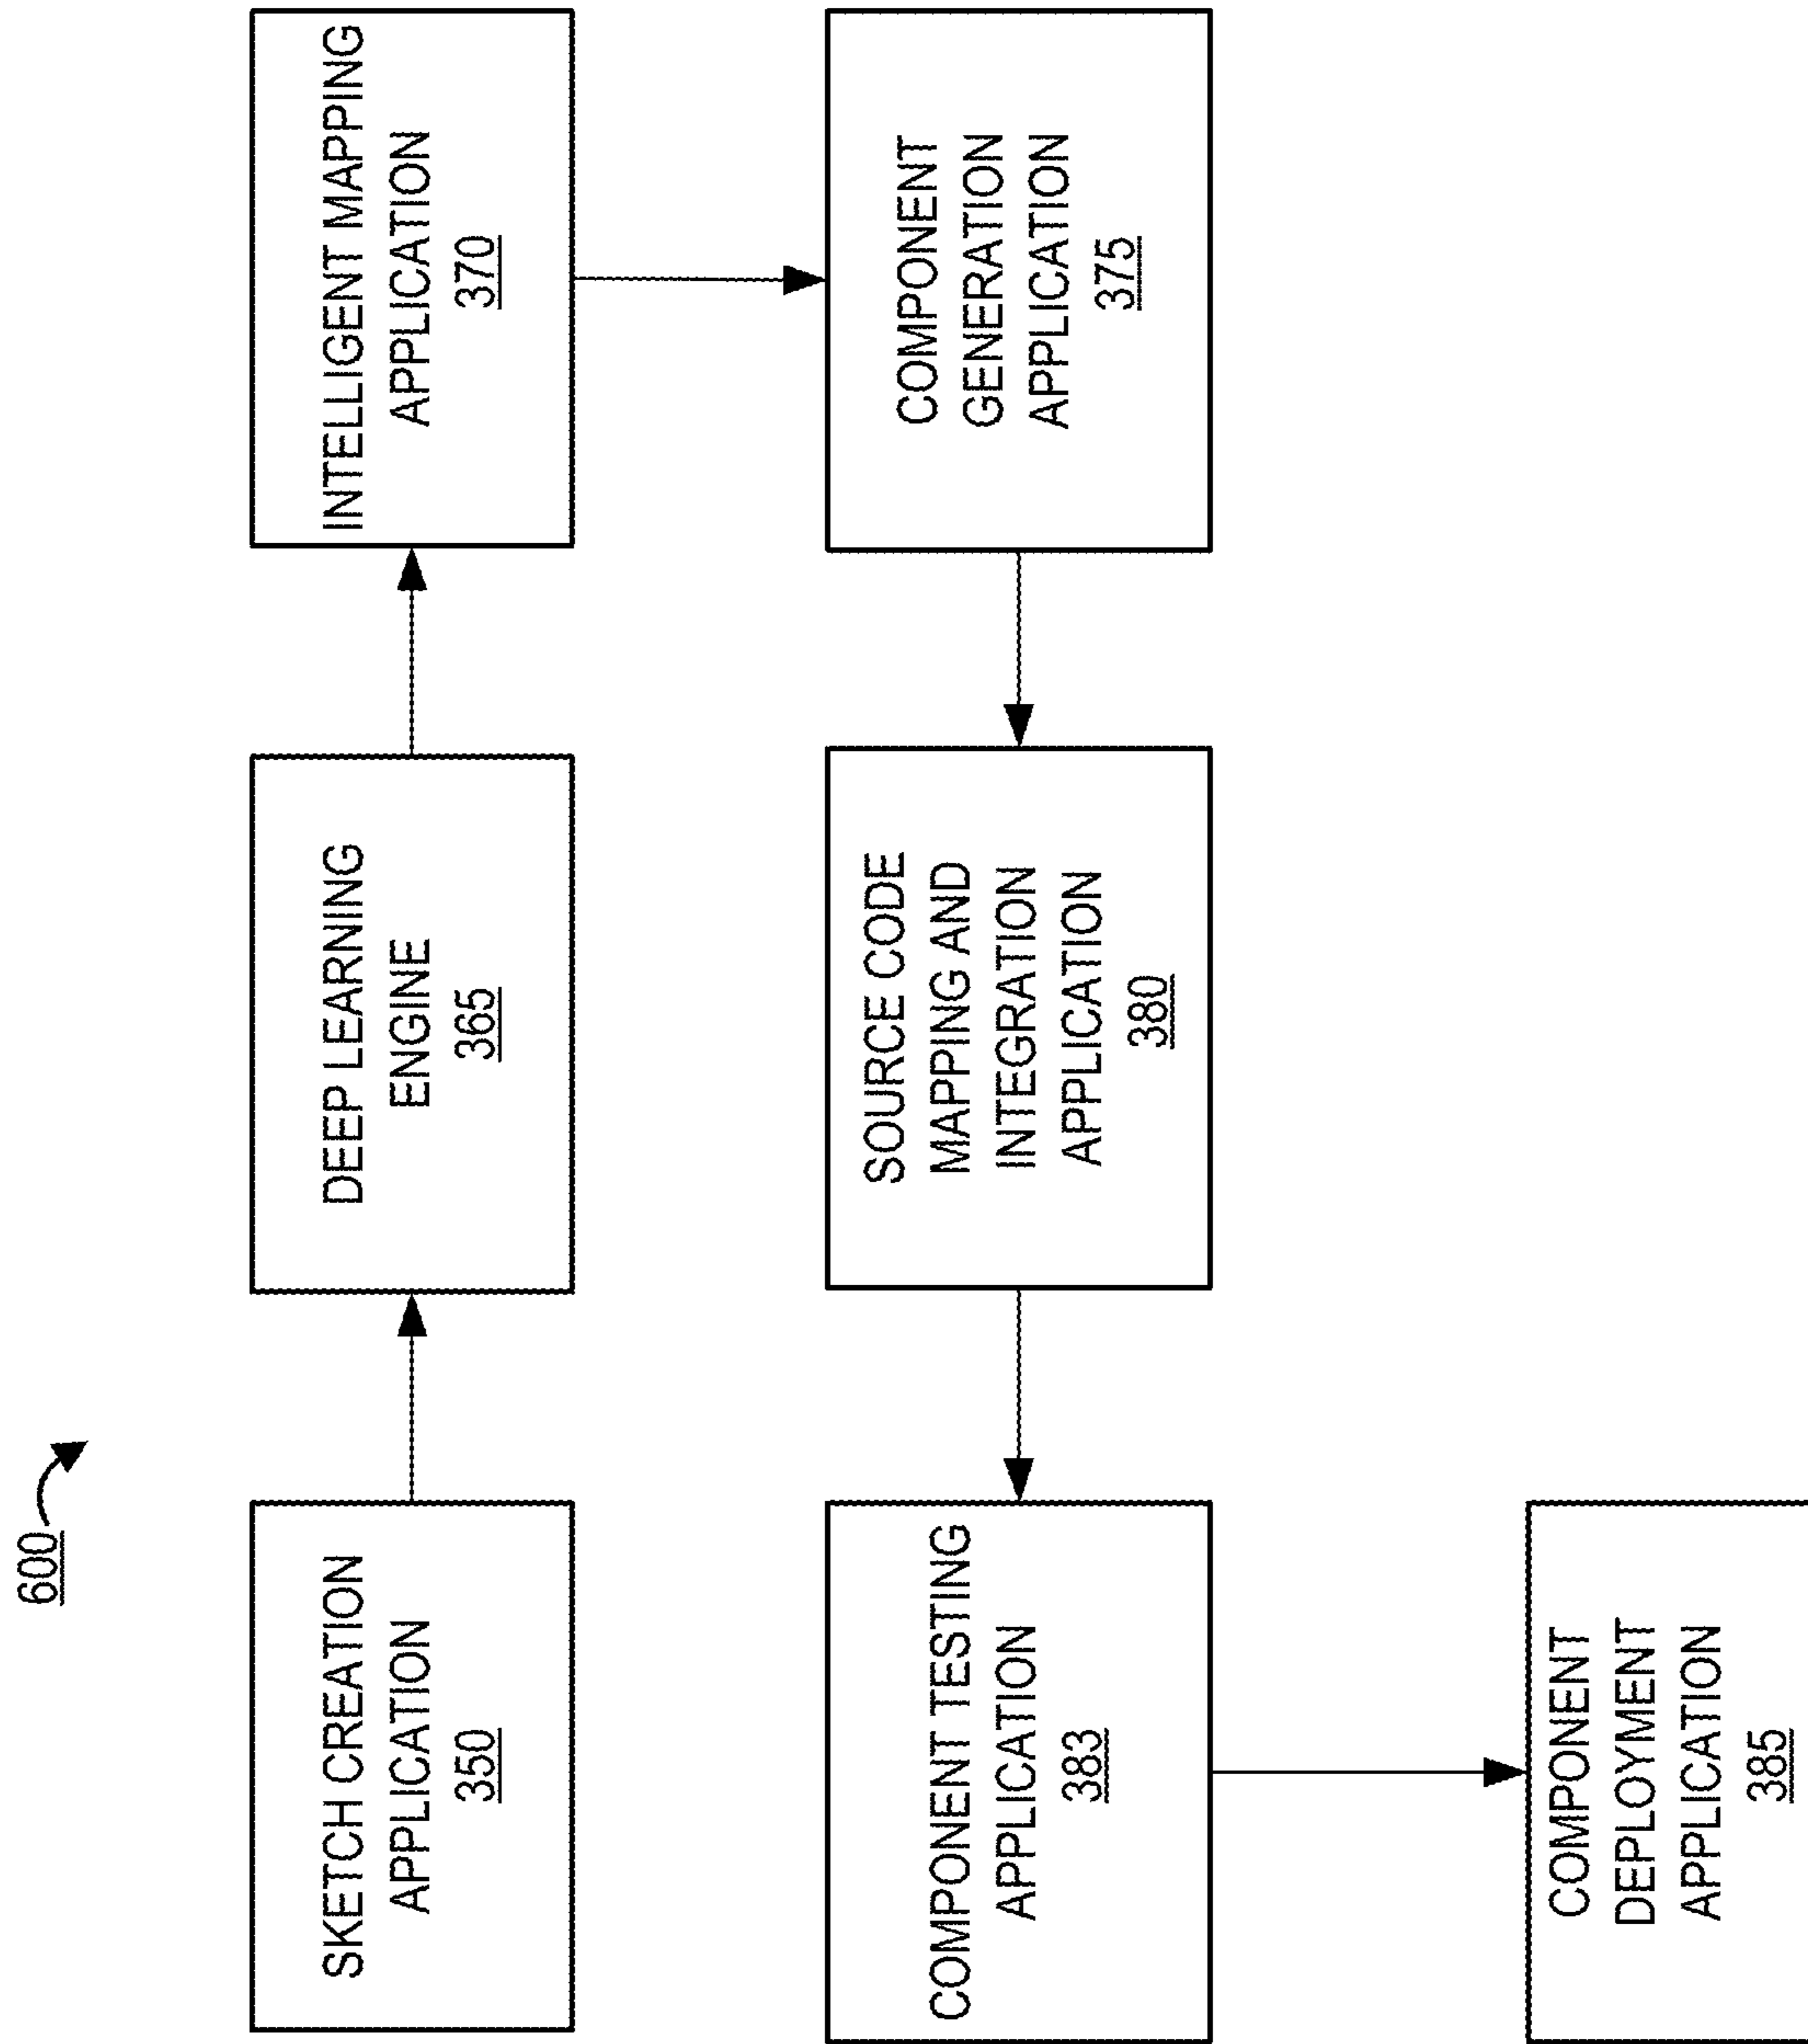 600
SKETCH CREATION
APPLICATION
350
DEEP LEARNING
ENGINE
365
INTELLIGENT MAPPING
APPLICATION
370
COMPONENT
GENERATION
APPLICATION
375
SOURCE CODE
MAPPING AND
INTEGRATION
APPLICATION
380
COMPONENT TESTING
APPLICATION
383
COMPONENT
DEPLOYMENT
APPLICATION
385